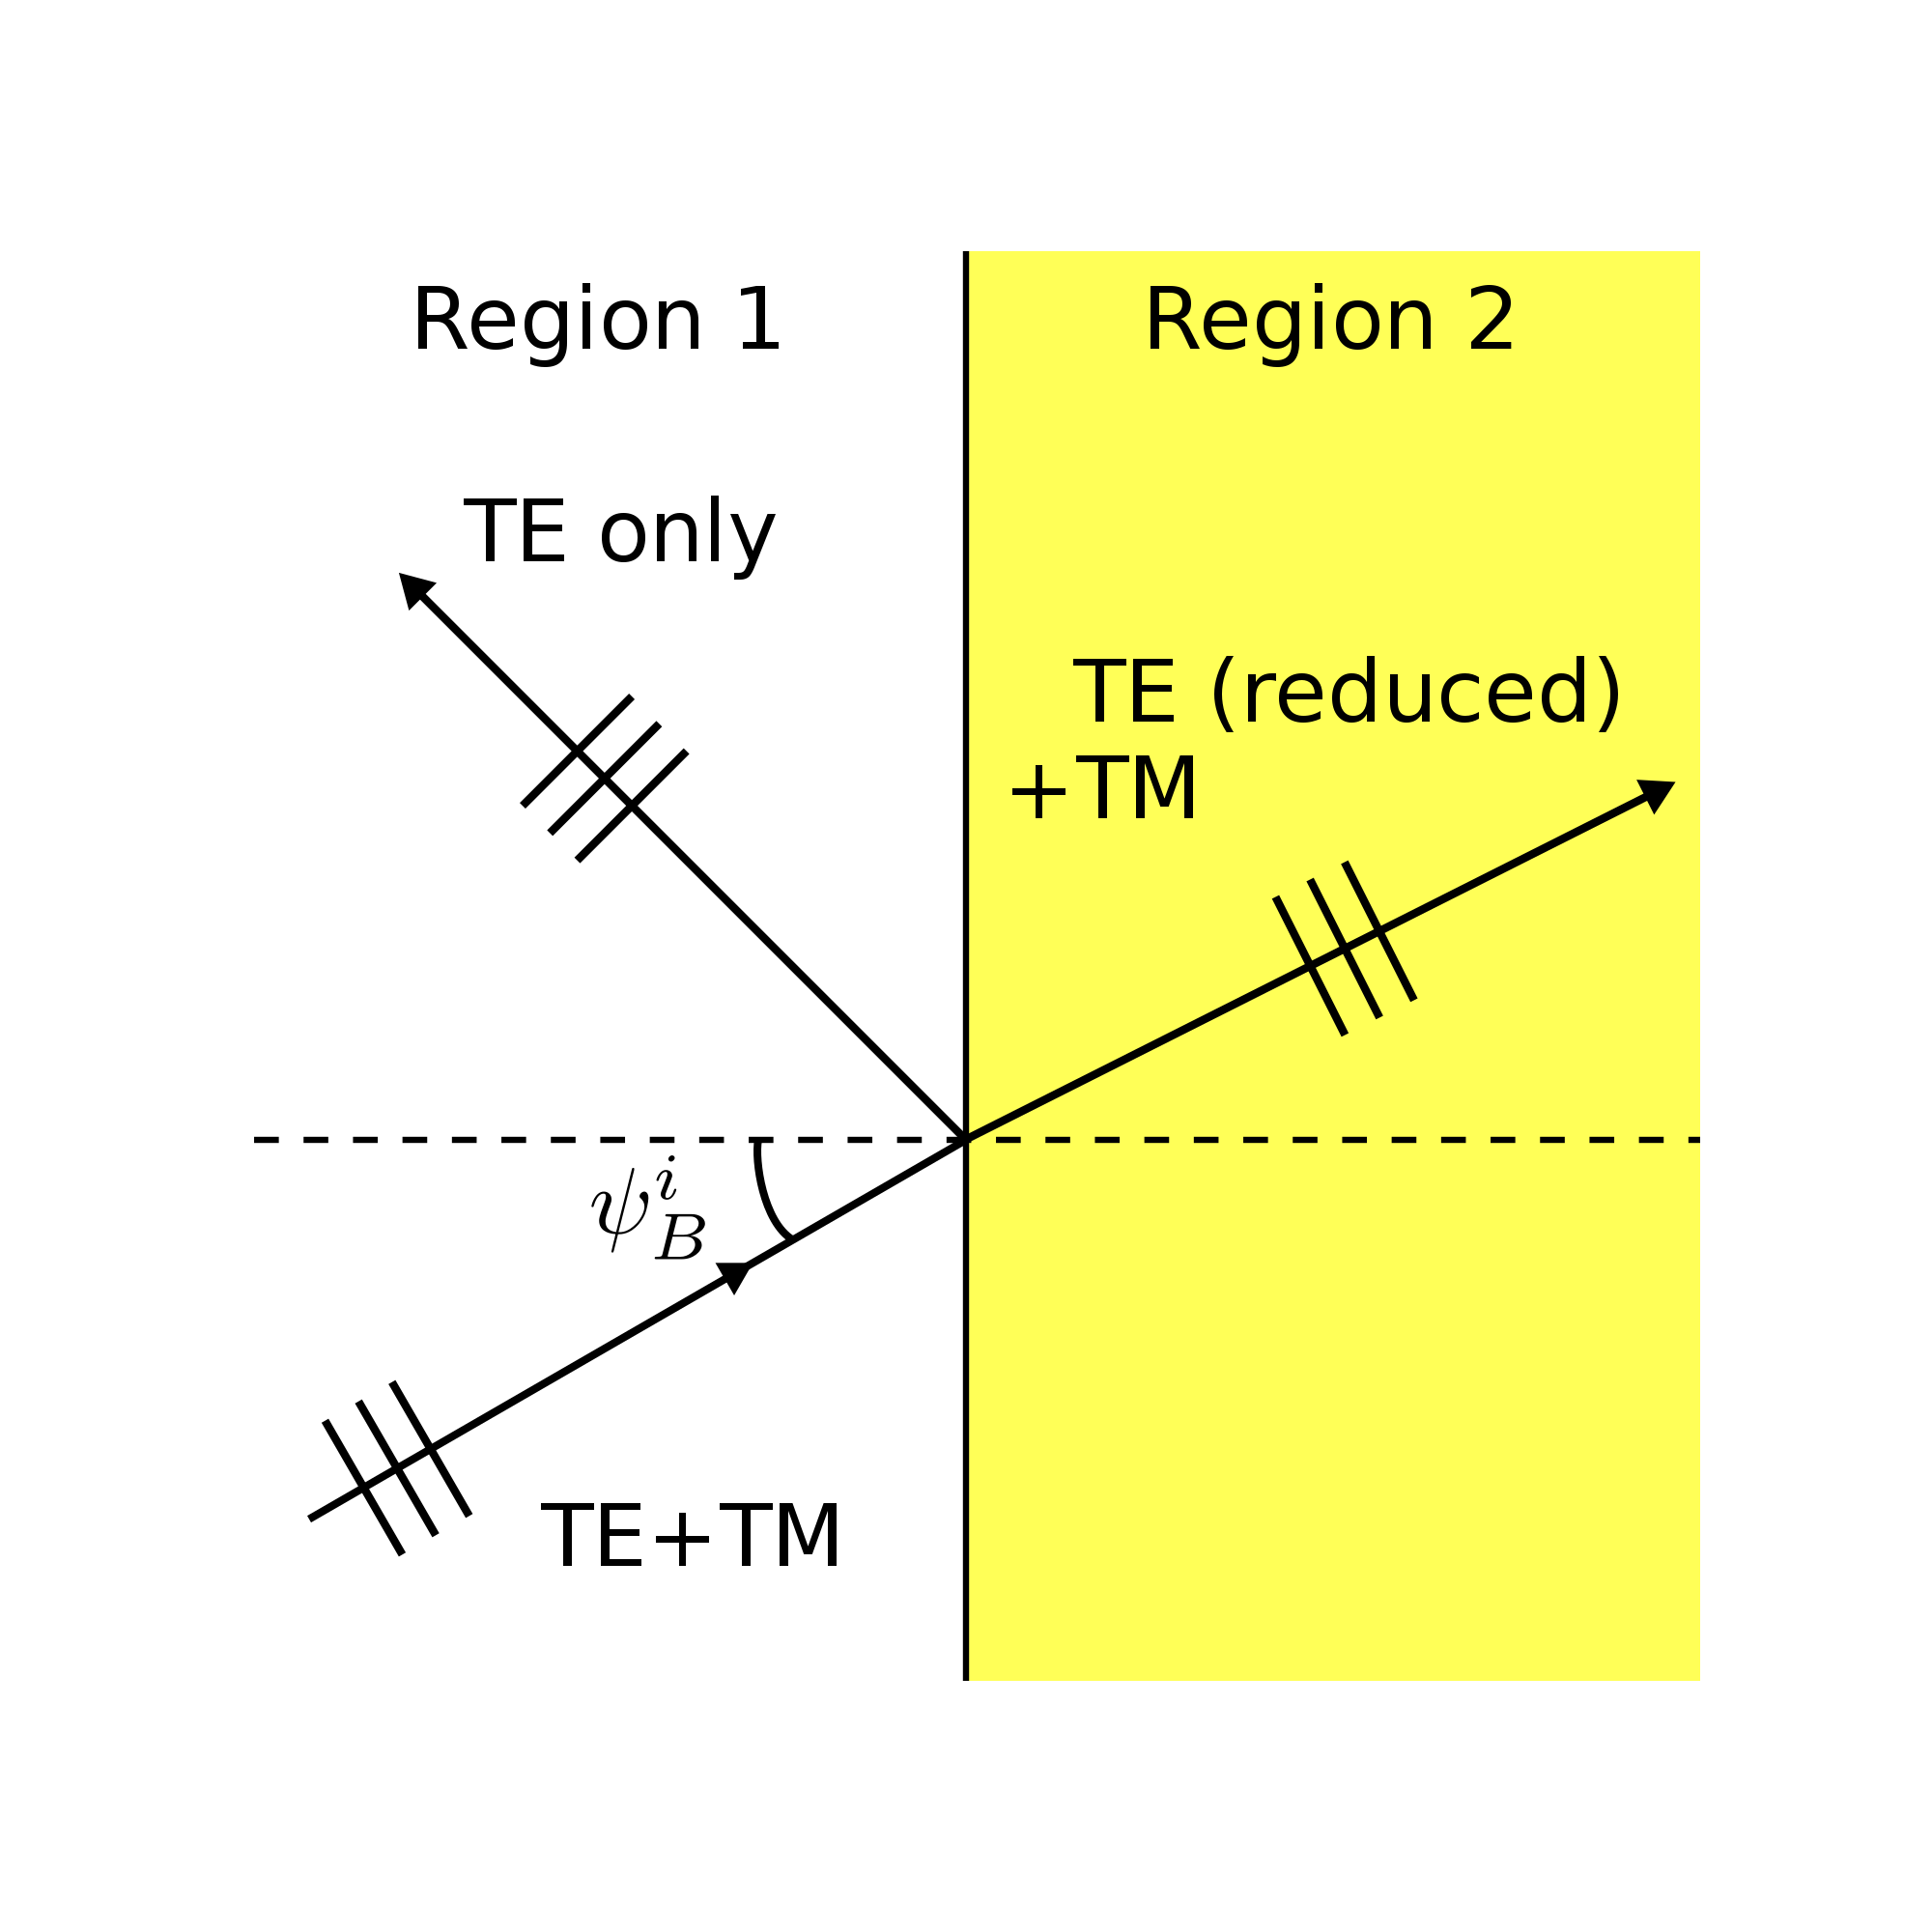 Region 1
Region 2
TE only
TE (reduced)
+TM
ψ^i_B
TE+TM